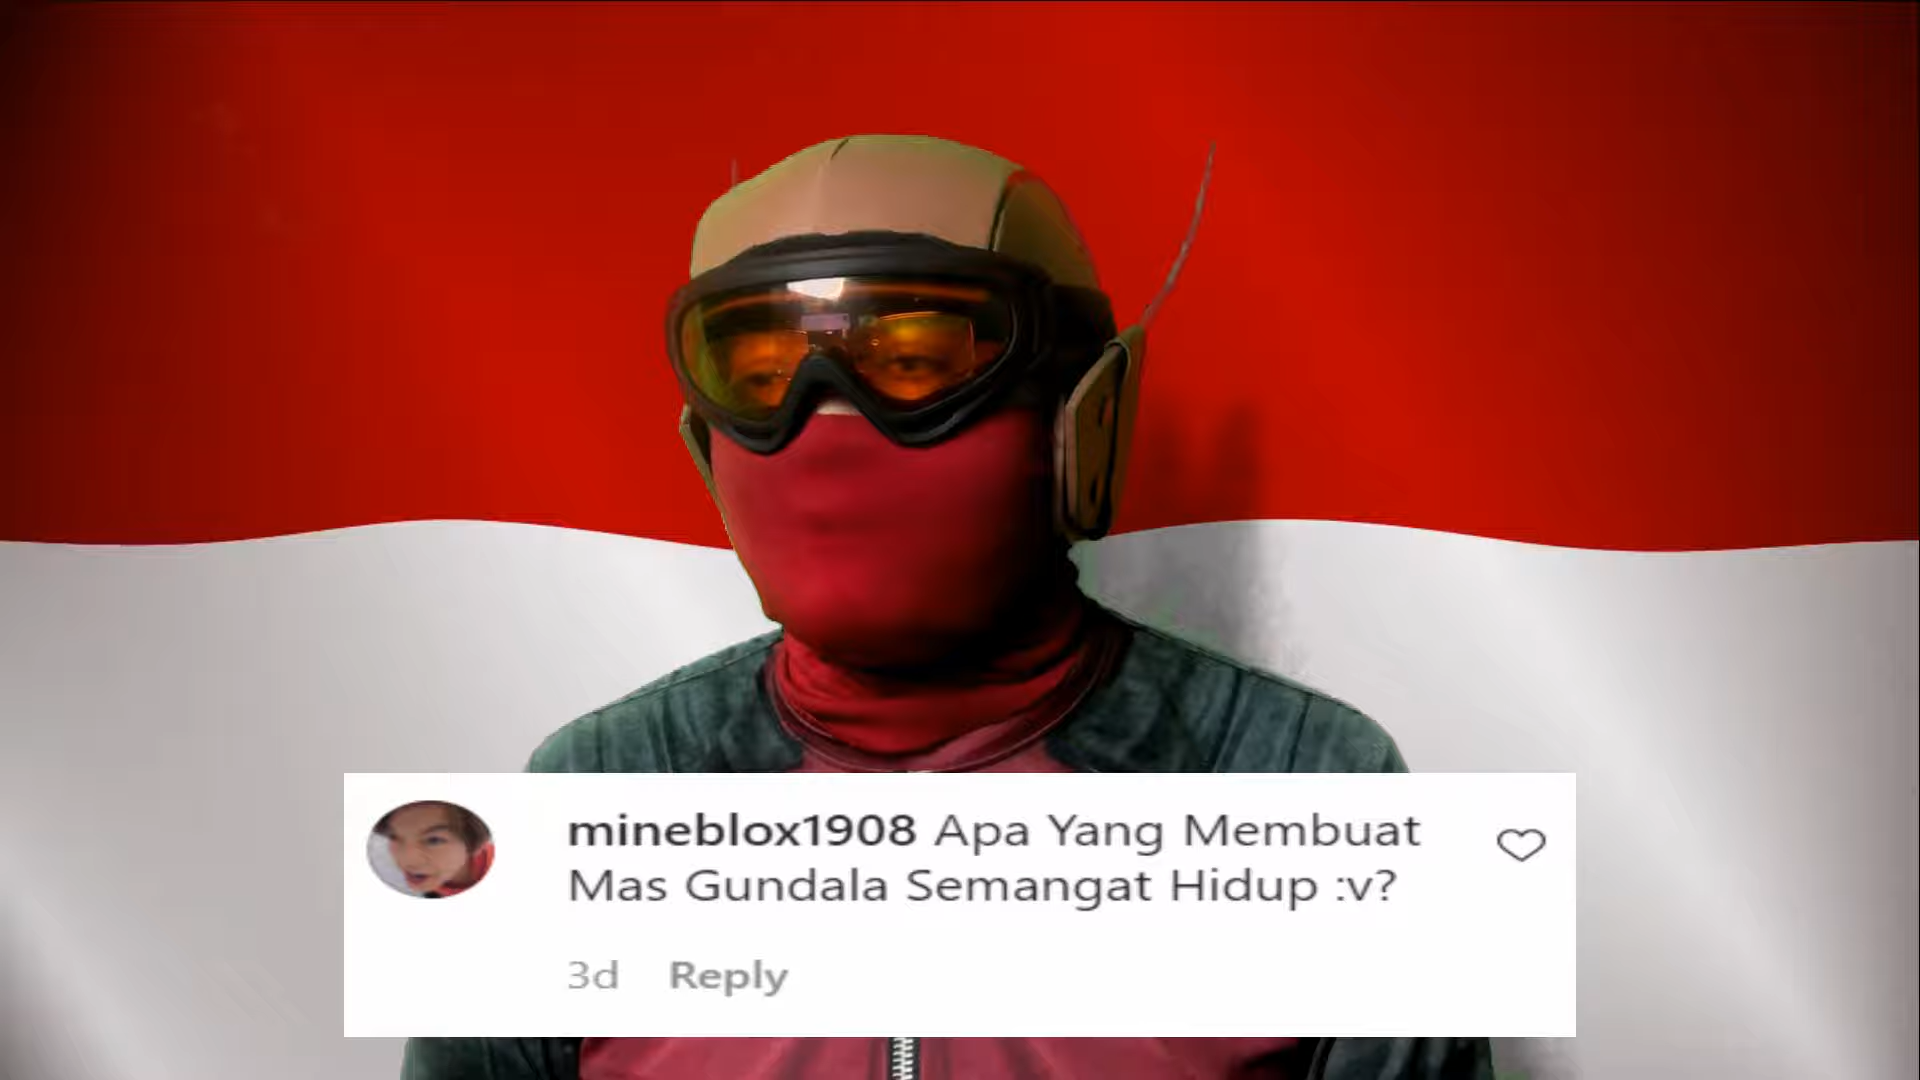 mineblox1908 Apa Yang Membuat
Mas Gundala Semangat Hidup :v?
3d Reply